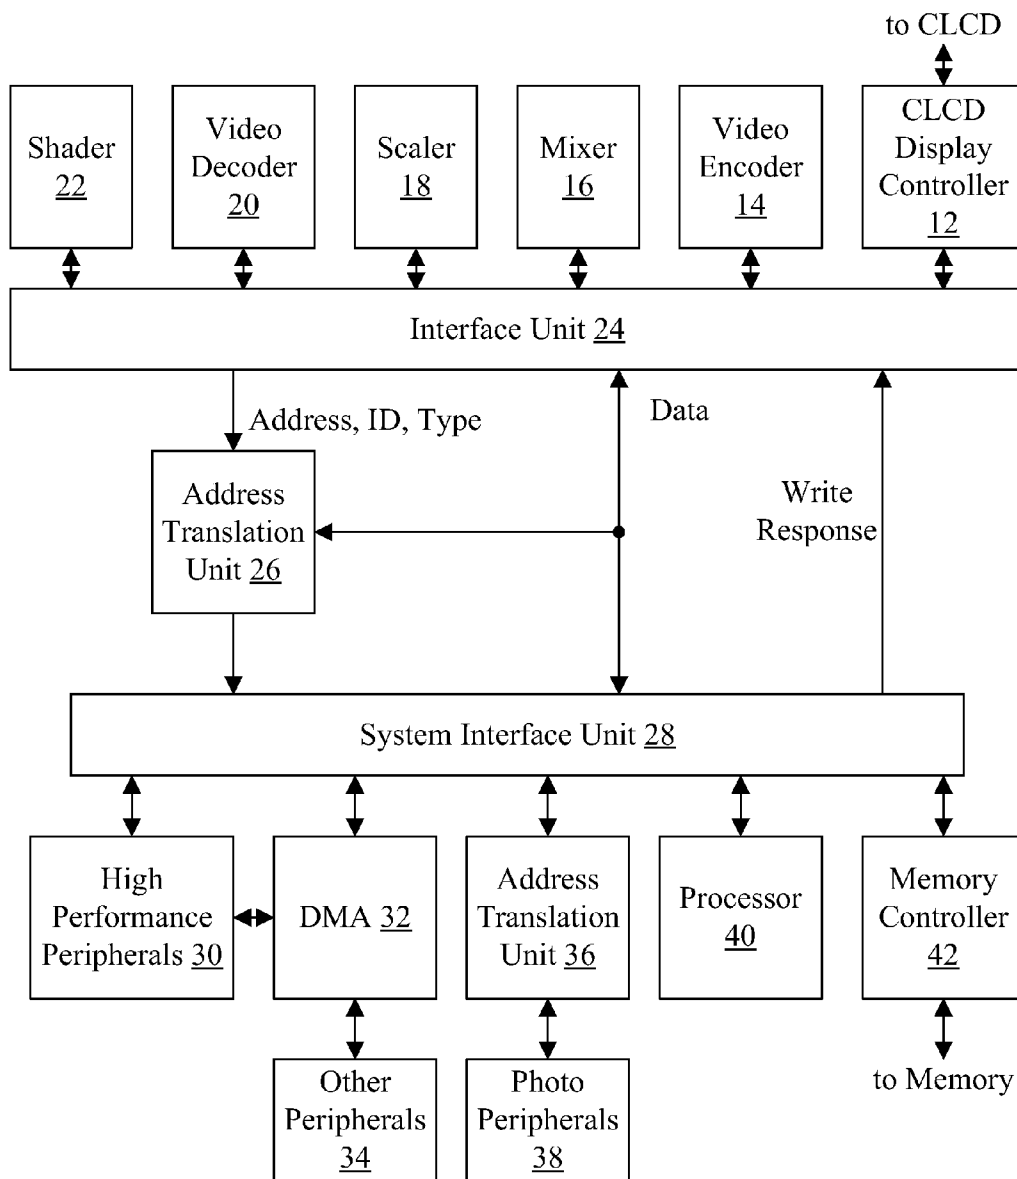 to CLCD
Shader
22
Video
Decoder
20
Scaler
18
Mixer
16
Video
Encoder
14
CLCD
Display
Controller
12
Interface Unit 24
Address, ID, Type
Data
Address
Translation
Unit 26
Write
Response
System Interface Unit 28
High
Performance
Peripherals 30
DMA 32
Address
Translation
Unit 36
Processor
40
Memory
Controller
42
Other
Peripherals
34
Photo
Peripherals
38
to Memory